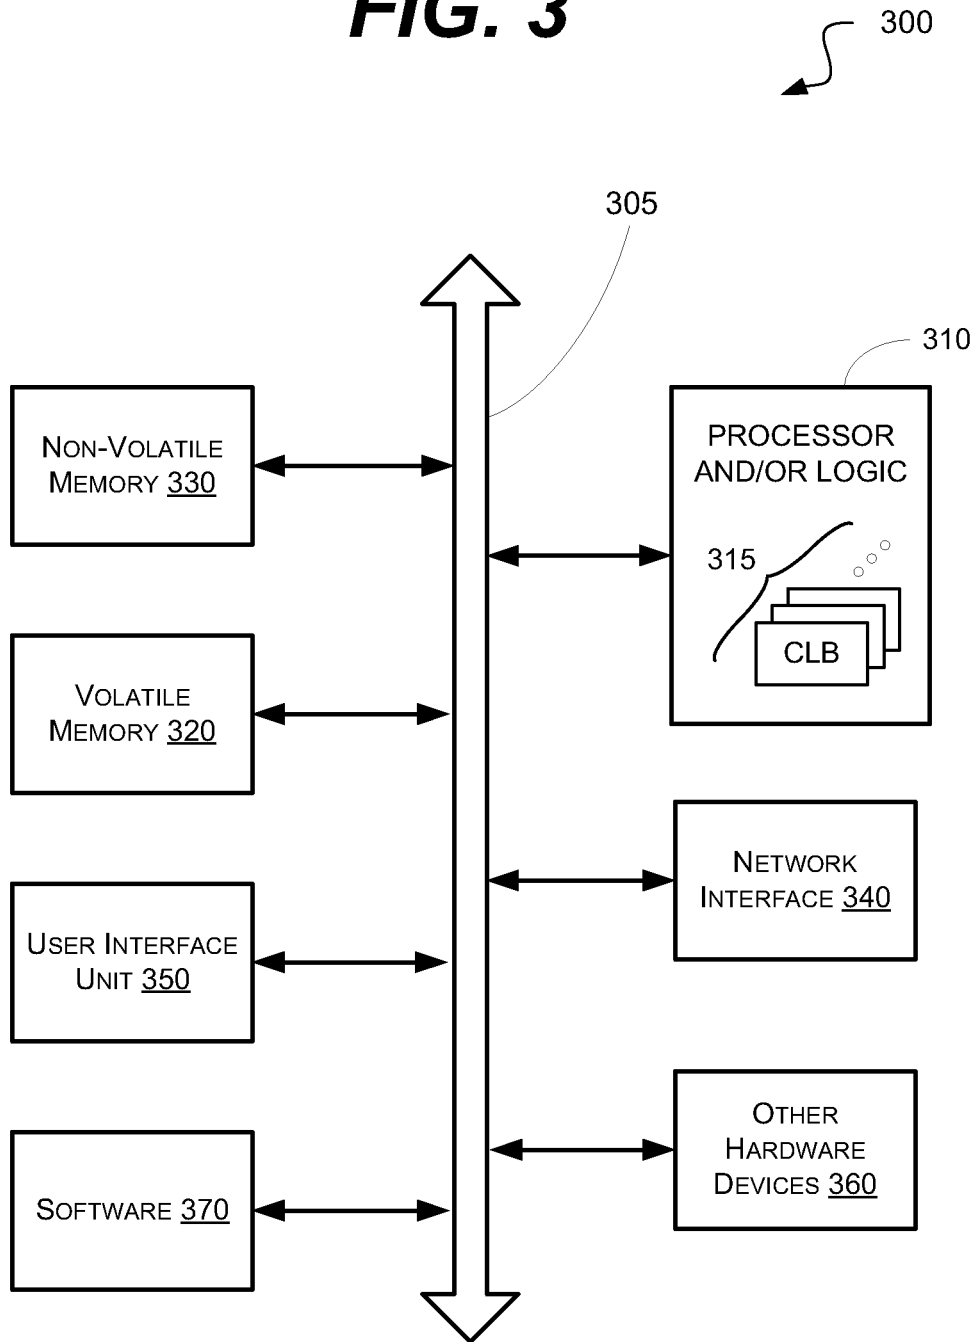 FIG. 3
300
305
310
NON-VOLATILE
MEMORY 330
PROCESSOR
AND/OR LOGIC
315
CLB
VOLATILE
MEMORY 320
NETWORK
INTERFACE 340
USER INTERFACE
UNIT 350
OTHER
HARDWARE
DEVICES 360
SOFTWARE 370